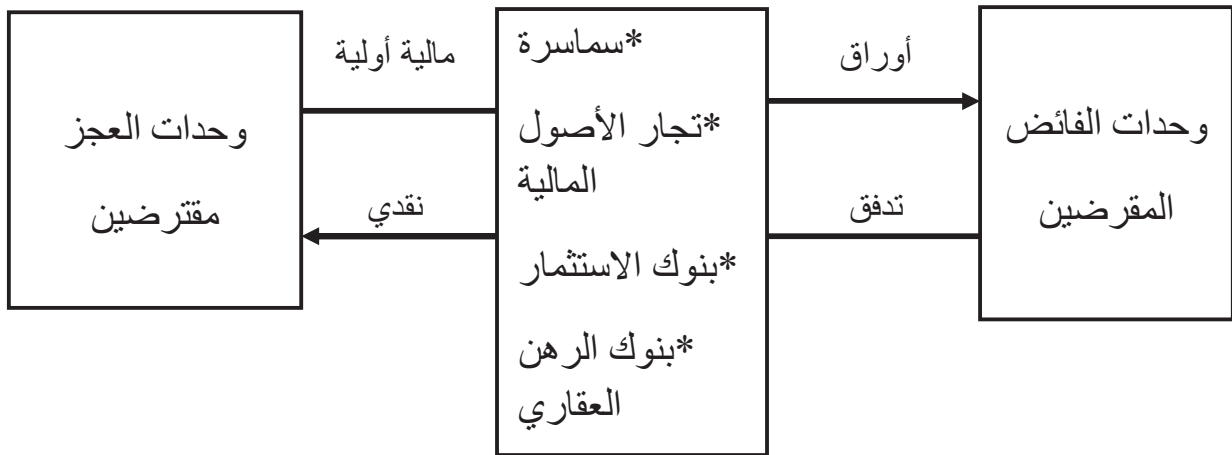 وحدات الفائض
المقرضين
أوراق
تدفق
*سماسرة
*تجار الأصول
المالية
*بنوك الاستثمار
*بنوك الرهن
العقاري
مالية أولية
نقدي
وحدات العجز
مقترضين